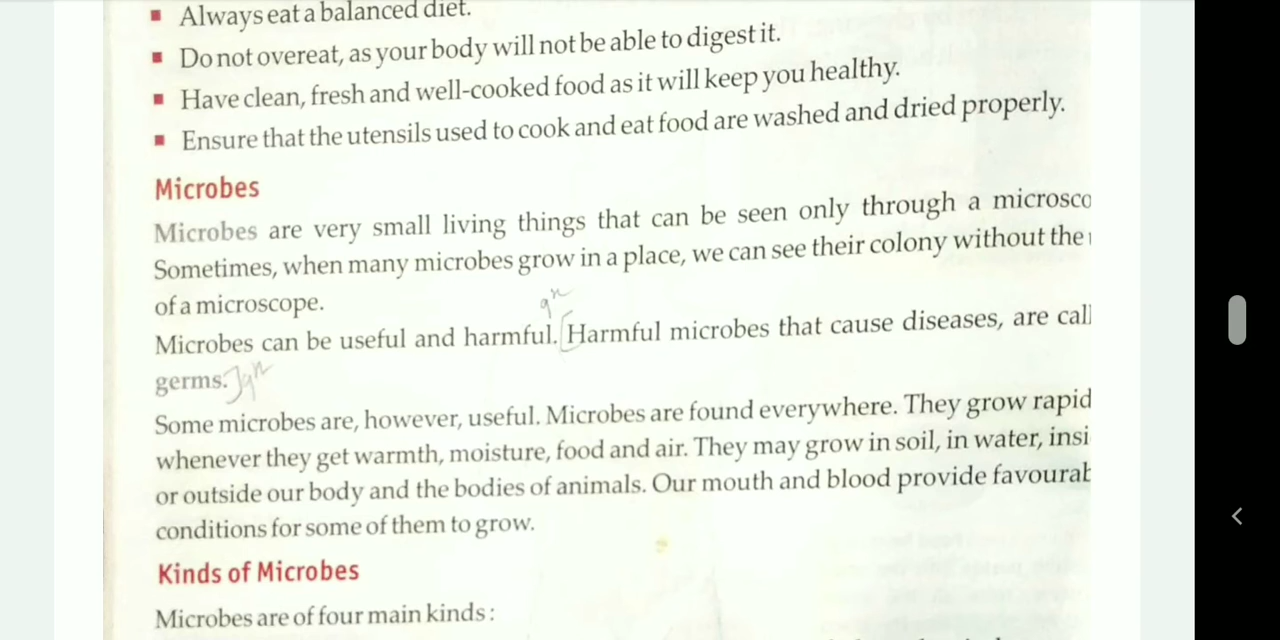 Always eat a balanced diet.
Do not overeat, as your body will not be able to digest it.
Have clean, fresh and well-cooked food as it will keep you healthy.
Ensure that the utensils used to cook and eat food are washed and dried properly.
Microbes
Microbes are very small living things that can be seen only through a microsco
Sometimes, when many microbes grow in a place, we can see their colony without the
of a microscope.
Microbes can be useful and harmful. [Harmful microbes that cause diseases, are call
germs.]
Some microbes are, however, useful. Microbes are found everywhere. They grow rapid
whenever they get warmth, moisture, food and air. They may grow in soil, in water, insi
or outside our body and the bodies of animals. Our mouth and blood provide favourab
conditions for some of them to grow.
Kinds of Microbes
Microbes are of four main kinds :